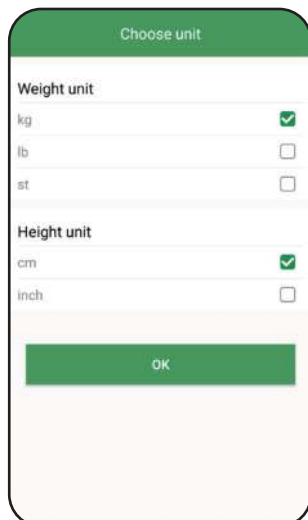 Choose unit
Weight unit
kg
lb
st
Height unit
cm
inch
OK